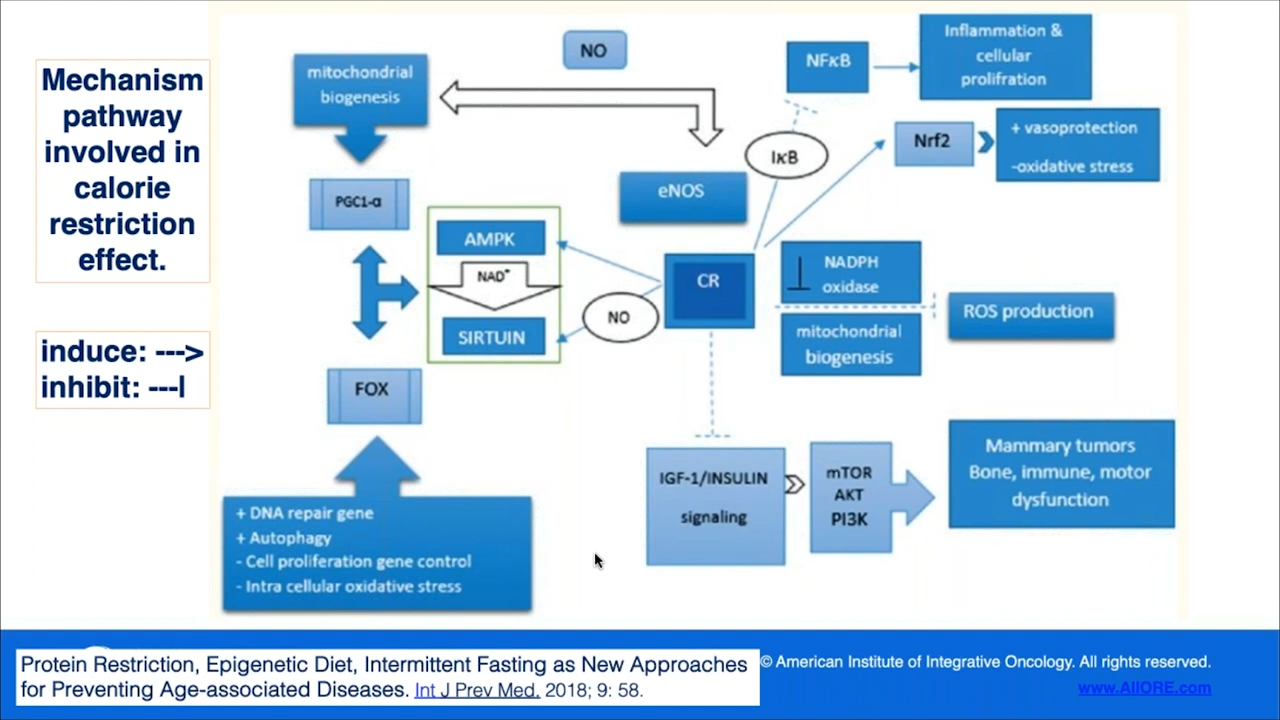 Mechanism
pathway
involved in
calorie
restriction
effect.
induce: --->
inhibit: ---I
mitochondrial
biogenesis
NO
NFκB
Inflammation &
cellular
prolifration
Nrf2
+ vasoprotection
-oxidative stress
IκB
eNOS
PGC1-α
AMPK
NAD+
SIRTUIN
NO
CR
NADPH
oxidase
mitochondrial
biogenesis
ROS production
FOX
+ DNA repair gene
+ Autophagy
- Cell proliferation gene control
- Intra cellular oxidative stress
IGF-1/INSULIN
signaling
mTOR
AKT
PI3K
Mammary tumors
Bone, immune, motor
dysfunction
Protein Restriction, Epigenetic Diet, Intermittent Fasting as New Approaches
for Preventing Age-associated Diseases. Int J Prev Med. 2018; 9: 58.
© American Institute of Integrative Oncology. All rights reserved.
www.AIIORE.com